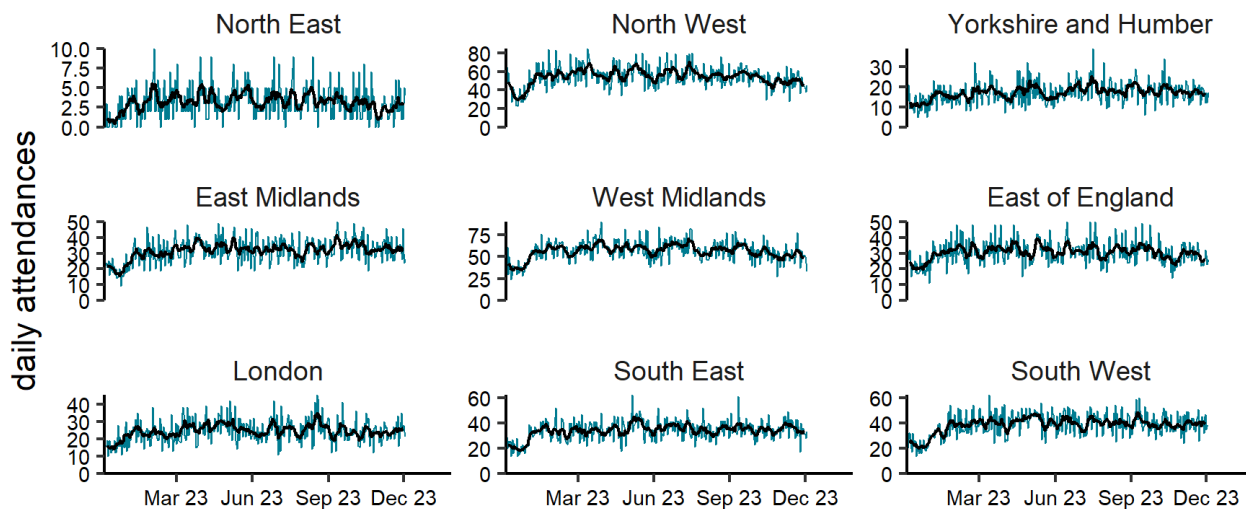 North East North West Yorkshire and Humber
10.0 80 30
7.5 60 20
5.0 40 10
2.5 20 0
0.0 0
daily attendances
East Midlands West Midlands East of England
50 75 50
40 50 40
30 25 30
20 0 20
10 10
0 0
London South East South West
40 60 60
30 40 40
20 20 20
10 0 0
0
Mar 23 Jun 23 Sep 23 Dec 23 Mar 23 Jun 23 Sep 23 Dec 23 Mar 23 Jun 23 Sep 23 Dec 23